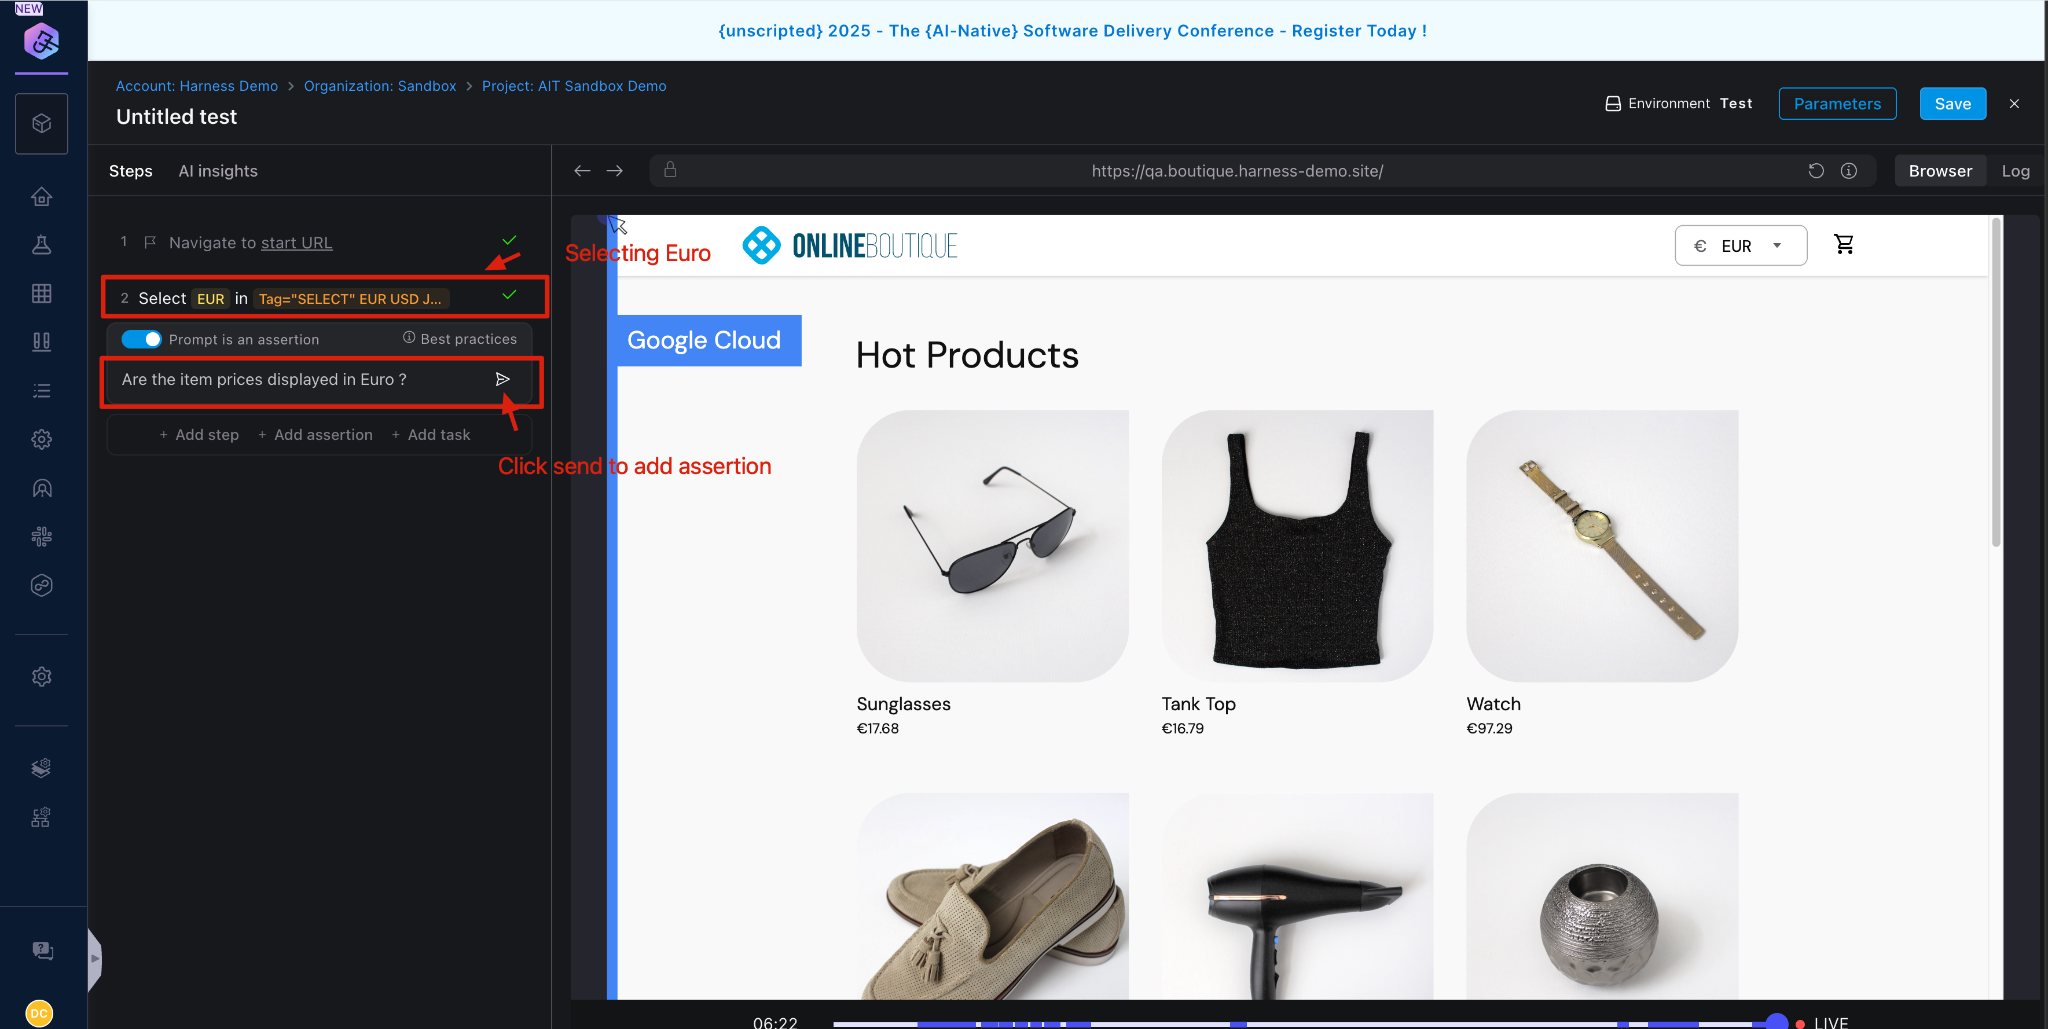 NEW
{unscripted} 2025 - The {AI-Native} Software Delivery Conference - Register Today !
Account: Harness Demo > Organization: Sandbox > Project: AIT Sandbox Demo
Untitled test
Environment Test
Parameters
Save
Steps
AI insights
https://qa.boutique.harness-demo.site/
Browser
Log
1 Navigate to start URL
Selecting Euro
ONLINEBOUTIQUE
€ EUR
2 Select EUR in Tag="SELECT" EUR USD J...
Prompt is an assertion
Best practices
Google Cloud
Are the item prices displayed in Euro ?
Hot Products
+ Add step + Add assertion + Add task
Click send to add assertion
Sunglasses
€17.68
Tank Top
€16.79
Watch
€97.29
DC
06:22
LIVE